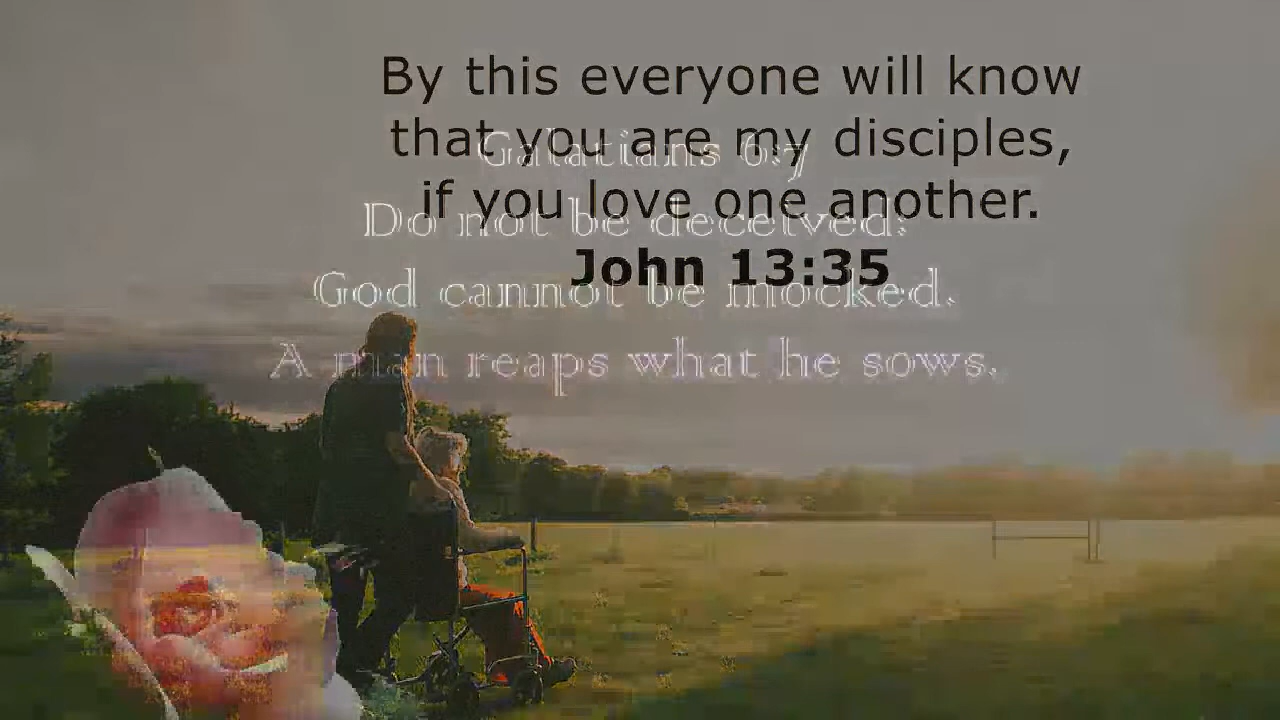 By this everyone will know
that you are my disciples,
if you love one another.
John 13:35
Galatians 6:7
Do not be deceived:
God cannot be mocked.
A man reaps what he sows.